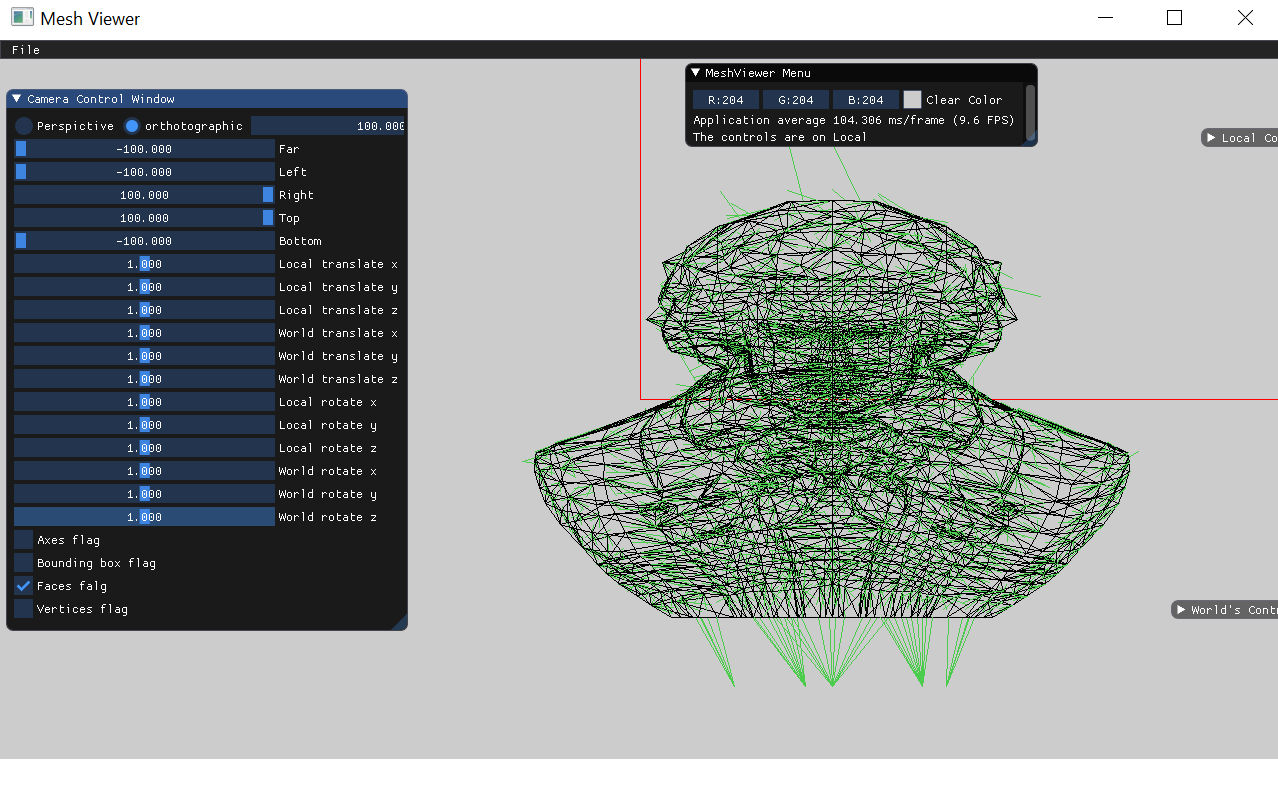 Mesh Viewer
File
MeshViewer Menu
R:204 G:204 B:204 Clear Color
Application average 104.306 ms/frame (9.6 FPS)
The controls are on Local
Camera Control Window
Perspictive orthotographic 100.000
-100.000 Far
-100.000 Left
100.000 Right
100.000 Top
-100.000 Bottom
1.000 Local translate x
1.000 Local translate y
1.000 Local translate z
1.000 World translate x
1.000 World translate y
1.000 World translate z
1.000 Local rotate x
1.000 Local rotate y
1.000 Local rotate z
1.000 World rotate x
1.000 World rotate y
1.000 World rotate z
Axes flag
Bounding box flag
Faces falg
Vertices flag
Local Co
World's Cont